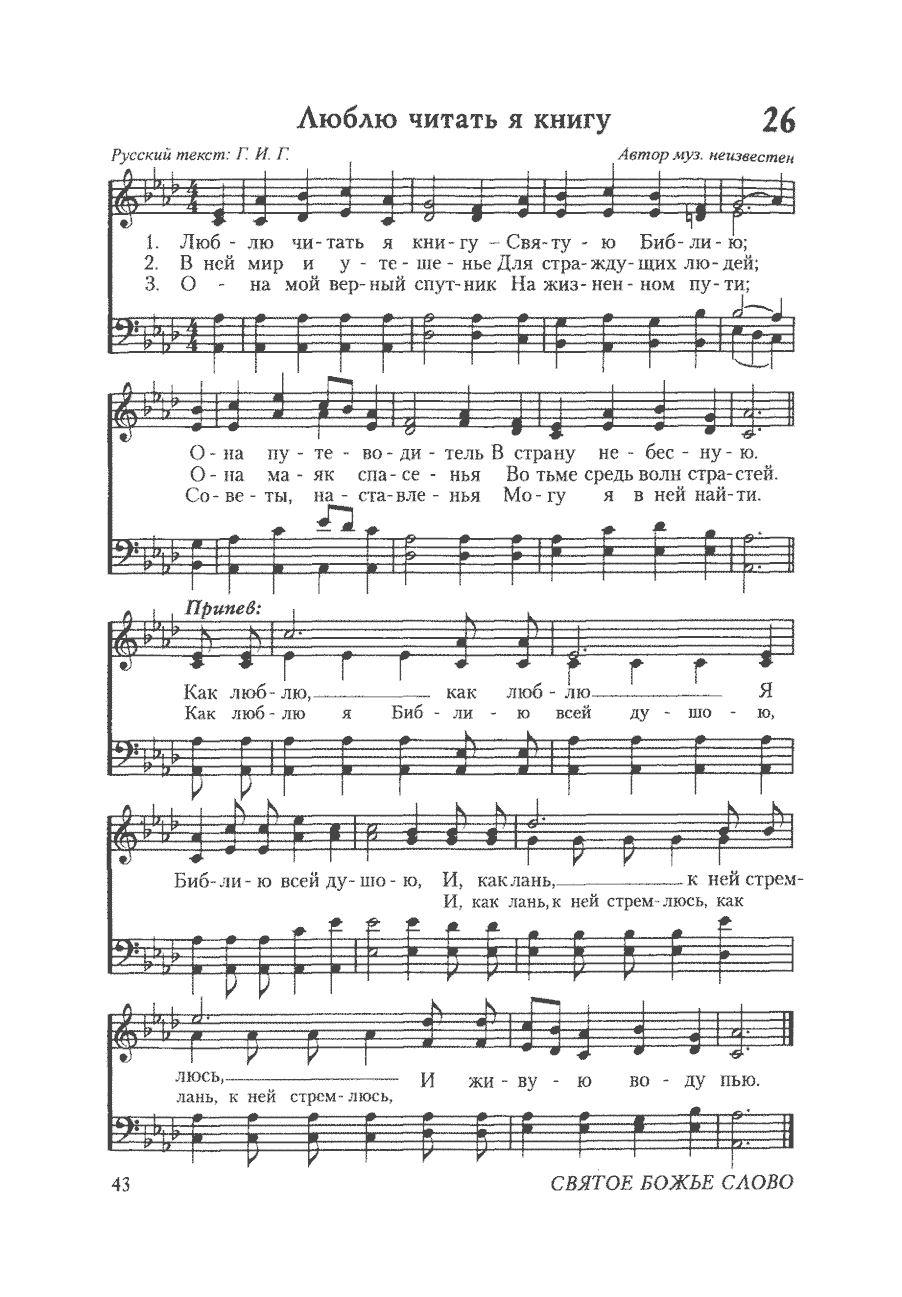 Люблю читать я книгу 26
Русский текст: Г. И. Г. Автор муз. неизвестен
1. Люб - лю чи- тать я кни- гу – Свя-ту - ю Биб- ли - ю;
2. В ней мир и у - те - ше - нье Для стра-жду- щих лю- дей;
3. О - на мой вер- ный спут-ник На жиз- нен - ном пу - ти;
О - на пу - те - во - ди - тель В страну не - бес - ну - ю.
О - на ма - як спа- се - нья Во тьме средь волн стра-стей.
Со- ве - ты, на - ста-вле - нья Мо - гу я в ней най- ти.
Припев:
Как люб- лю, как люб - лю Я
Как люб - лю я Биб - ли - ю всей ду - шо - ю,
Биб- ли- ю всей ду- шо- ю, И, как лань, к ней стрем-
И, как лань, к ней стрем- люсь, как
люсь, И жи - ву - ю во - ду пью.
лань, к ней стрем- люсь,
43 СВЯТОЕ БОЖЬЕ СЛОВО